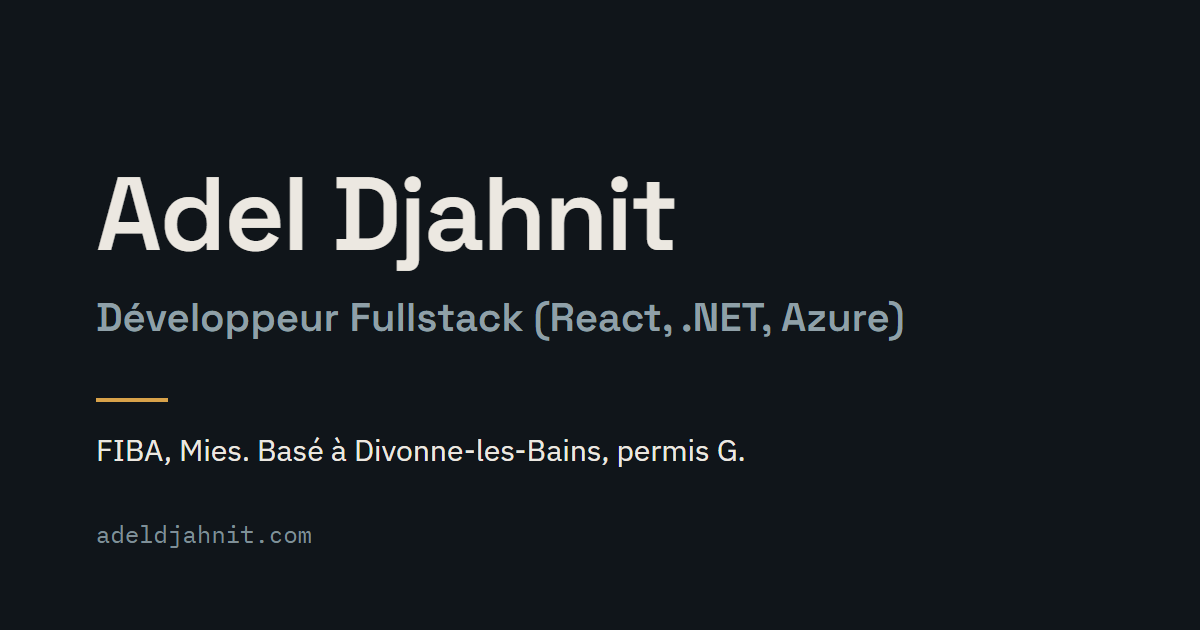 Adel Djahnit
Développeur Fullstack (React, .NET, Azure)
FIBA, Mies. Basé à Divonne-les-Bains, permis G.
adeldjahnit.com